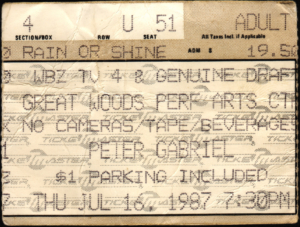 4 U 51 ADULT
SECTION/BOX ROW SEAT All Tax Incl. if Applicable
RAIN OR SHINE ADM 19.50
WBZ TV 4 & GENUINE DRAFT
GREAT WOODS PERF ARTS CTR
NO CAMERAS/TAPE BEVERAGES
PETER GABRIEL
$1 PARKING INCLUDED
THU JUL 16, 1987 7:30PM